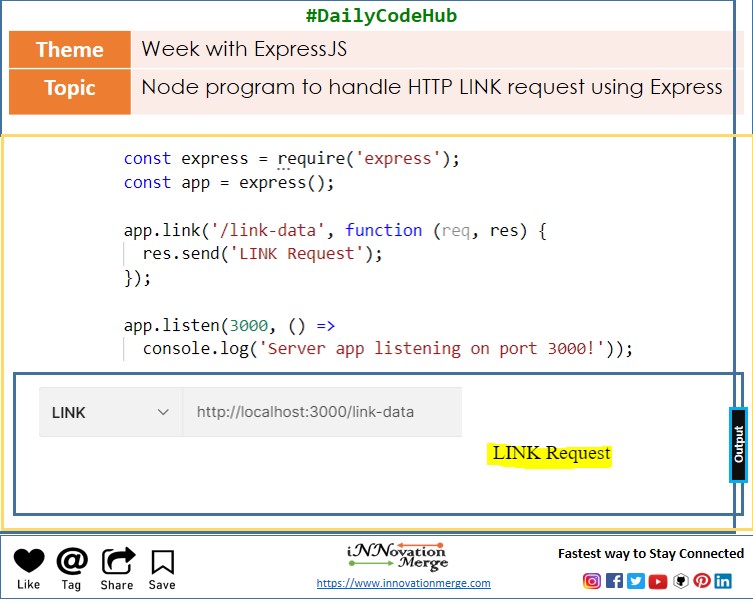 #DailyCodeHub
Theme
Week with ExpressJS
Topic
Node program to handle HTTP LINK request using Express
const express = require('express');
const app = express();
app.link('/link-data', function (req, res) {
res.send('LINK Request');
});
app.listen(3000, () =>
console.log('Server app listening on port 3000!'));
LINK
http://localhost:3000/link-data
LINK Request
Output
Like
Tag
Share
Save
iNNovation
Merge
https://www.innovationmerge.com
Fastest way to Stay Connected